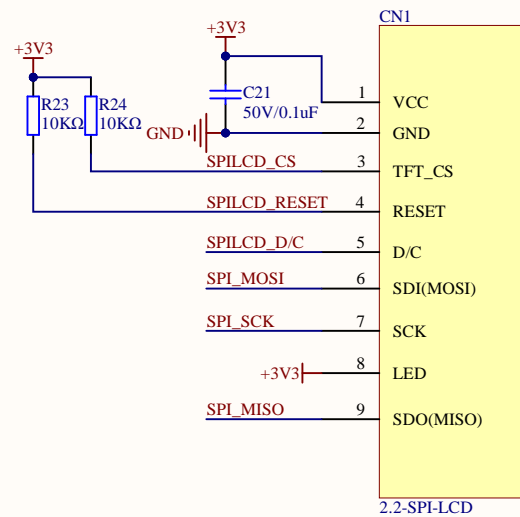 CN1
+3V3
+3V3
R23
10KΩ
R24
10KΩ
C21
50V/0.1uF
1
VCC
GND
2
GND
SPILCD_CS
3
TFT_CS
SPILCD_RESET
4
RESET
SPILCD_D/C
5
D/C
SPI_MOSI
6
SDI(MOSI)
SPI_SCK
7
SCK
+3V3
8
LED
SPI_MISO
9
SDO(MISO)
2.2-SPI-LCD